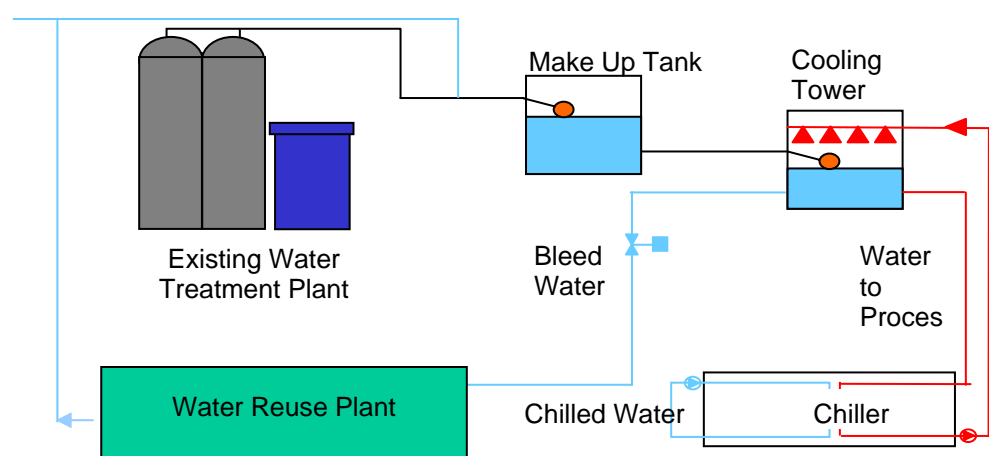 Make Up Tank
Cooling
Tower
Existing Water
Treatment Plant
Bleed
Water
Water
to
Proces
Water Reuse Plant
Chilled Water
Chiller